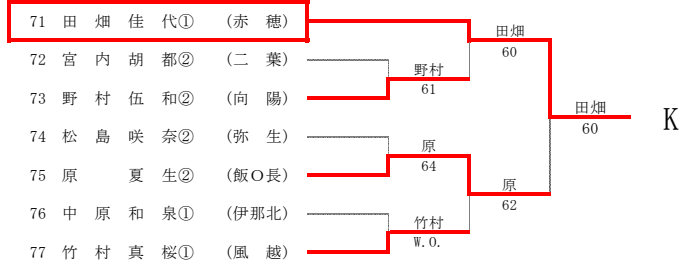 71 田 畑 佳 代① (赤 穂)
田畑
60
72 宮 内 胡 都② (二 葉)
野村
61
73 野 村 伍 和② (向 陽)
田畑
60
K
74 松 島 咲 奈② (弥 生)
原
64
75 原 夏 生② (飯O長)
原
62
76 中 原 和 泉① (伊那北)
竹村
W.O.
77 竹 村 真 桜① (風 越)